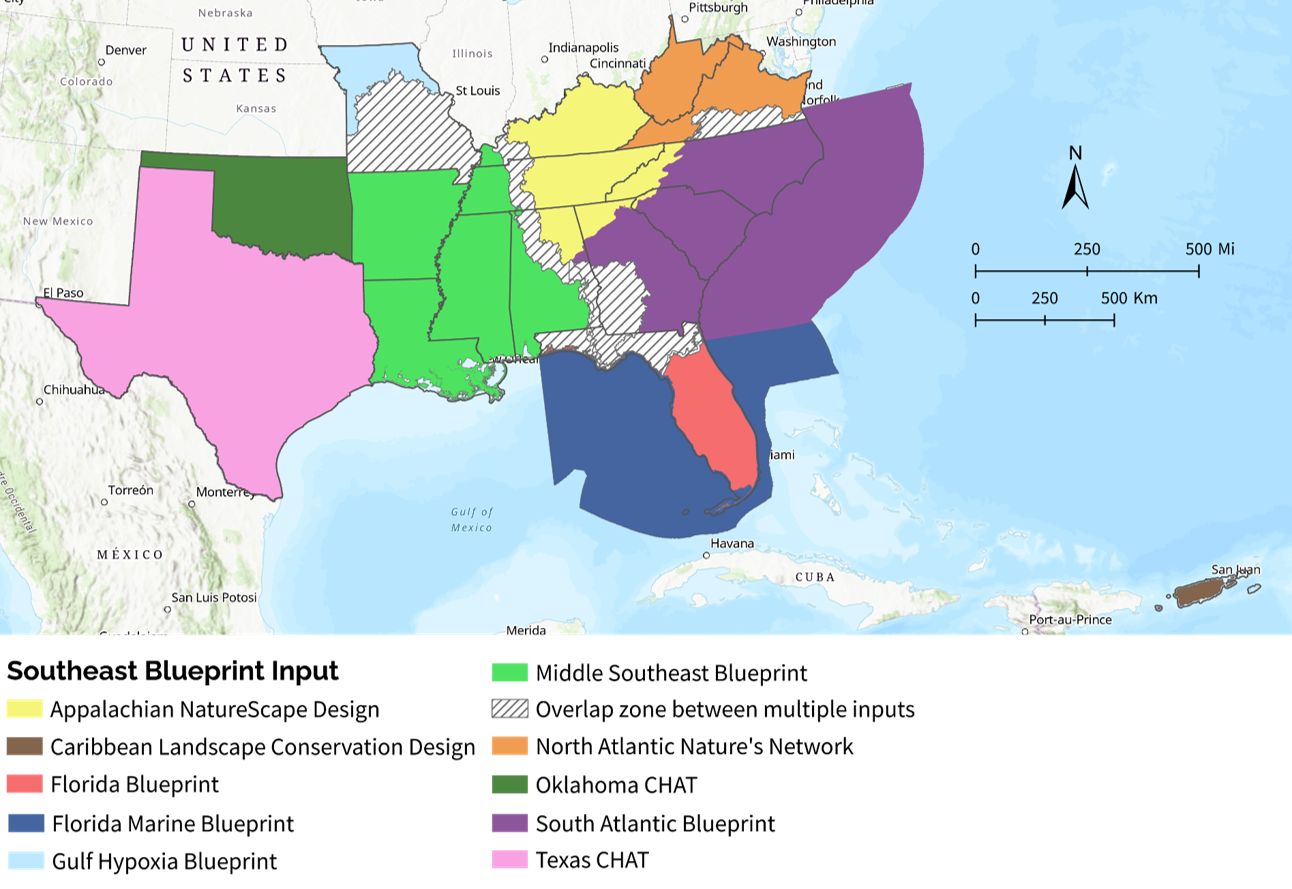 Pittsburgh
Nebraska
UNITED
Denver
Indianapolis
Washington
Illinois
Cincinnati
STATES
Colorado
St Louis
Kansas
N
New Mexico
0 250 500 Mi
El Paso
0 250 500 Km
Chihuahua
Torreón
Monterrey
Gulf of
Mexico
Havana
MÉXICO
CUBA
San Juan
San Luis Potosi
Port-au-Prince
Merida
Southeast Blueprint Input
Appalachian NatureScape Design
Caribbean Landscape Conservation Design
Florida Blueprint
Florida Marine Blueprint
Gulf Hypoxia Blueprint
Middle Southeast Blueprint
Overlap zone between multiple inputs
North Atlantic Nature's Network
Oklahoma CHAT
South Atlantic Blueprint
Texas CHAT